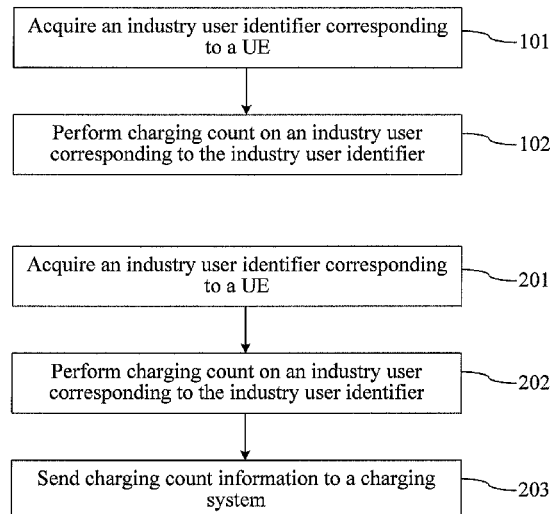 Acquire an industry user identifier corresponding
to a UE
101
Perform charging count on an industry user
corresponding to the industry user identifier
102
Acquire an industry user identifier corresponding
to a UE
201
Perform charging count on an industry user
corresponding to the industry user identifier
202
Send charging count information to a charging
system
203